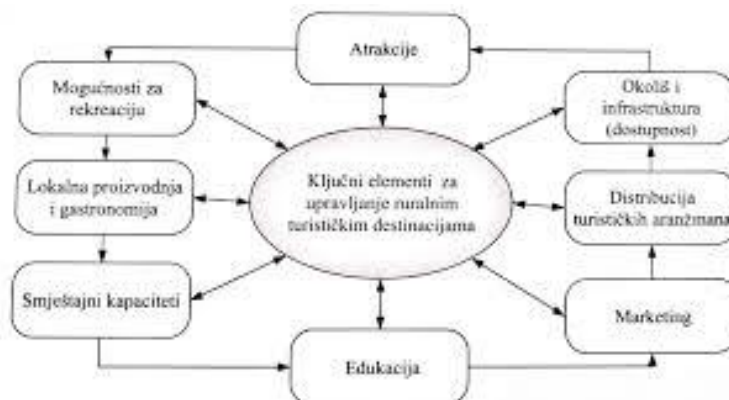 Atrakcije
Mogućnosti za
rekreaciju
Okoliš i
infrastruktura
(dostupnost)
Lokalna proizvodnja
i gastronomija
Ključni elementi za
upravljanje ruralnim
turističkim destinacijama
Distribucija
turističkih aranžmana
Smještajni kapaciteti
Marketing
Edukacija